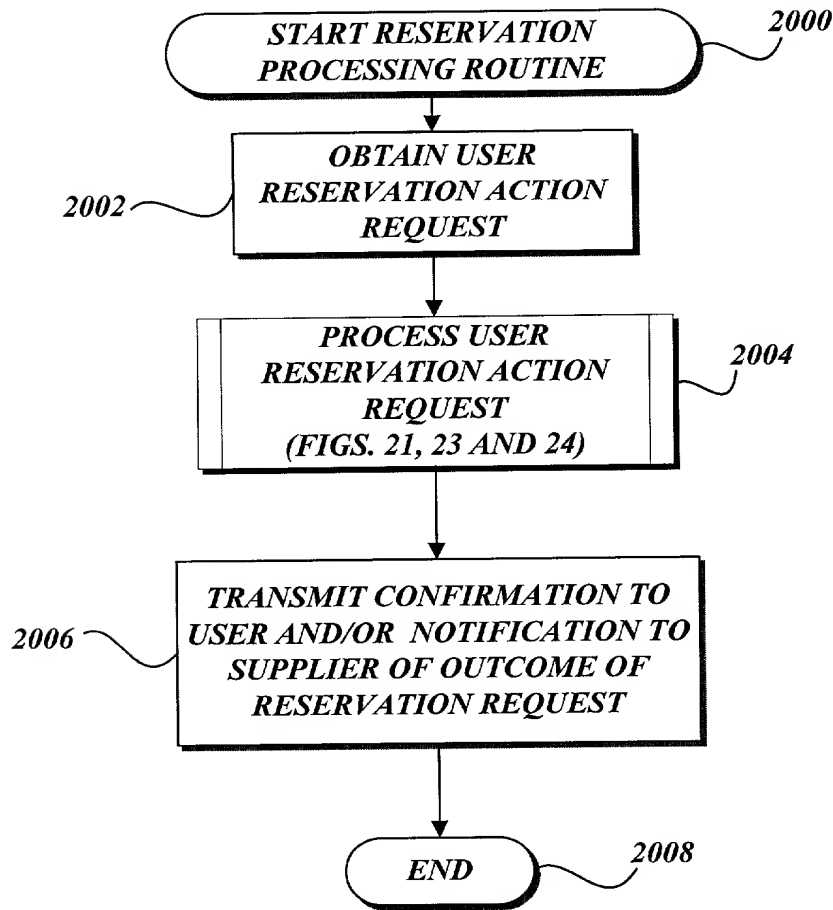 START RESERVATION
PROCESSING ROUTINE
2000
OBTAIN USER
RESERVATION ACTION
REQUEST
2002
PROCESS USER
RESERVATION ACTION
REQUEST
(FIGS. 21, 23 AND 24)
2004
TRANSMIT CONFIRMATION TO
USER AND/OR NOTIFICATION TO
SUPPLIER OF OUTCOME OF
RESERVATION REQUEST
2006
END
2008